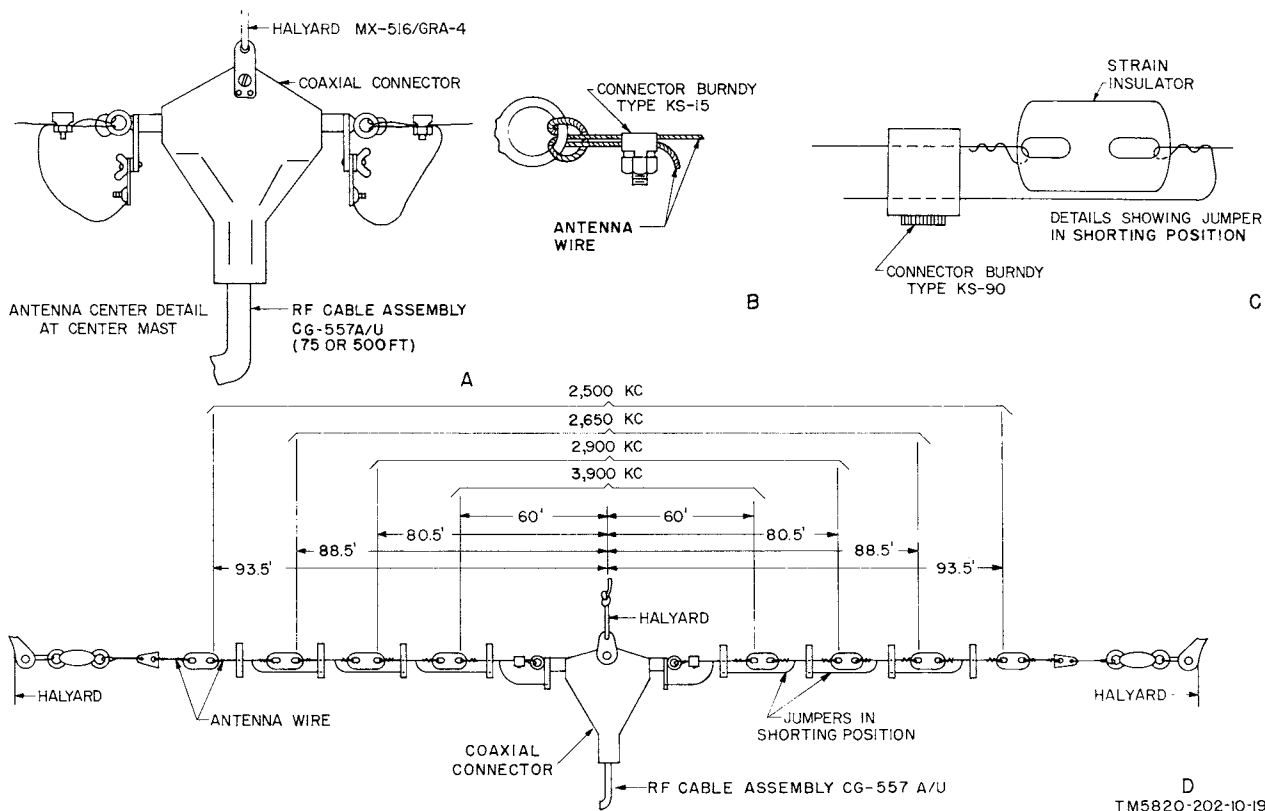 HALYARD MX-516/GRA-4
COAXIAL CONNECTOR
ANTENNA CENTER DETAIL
AT CENTER MAST
RF CABLE ASSEMBLY
CG-557A/U
(75 OR 500FT)
A
CONNECTOR BURNDY
TYPE KS-15
ANTENNA
WIRE
B
STRAIN
INSULATOR
DETAILS SHOWING JUMPER
IN SHORTING POSITION
CONNECTOR BURNDY
TYPE KS-90
C
2,500 KC
2,650 KC
2,900 KC
3,900 KC
60' 60'
80.5' 80.5'
88.5' 88.5'
93.5' 93.5'
HALYARD
HALYARD
ANTENNA WIRE
COAXIAL
CONNECTOR
JUMPERS IN
SHORTING POSITION
HALYARD
RF CABLE ASSEMBLY CG-557 A/U
D
TM5820-202-10-19